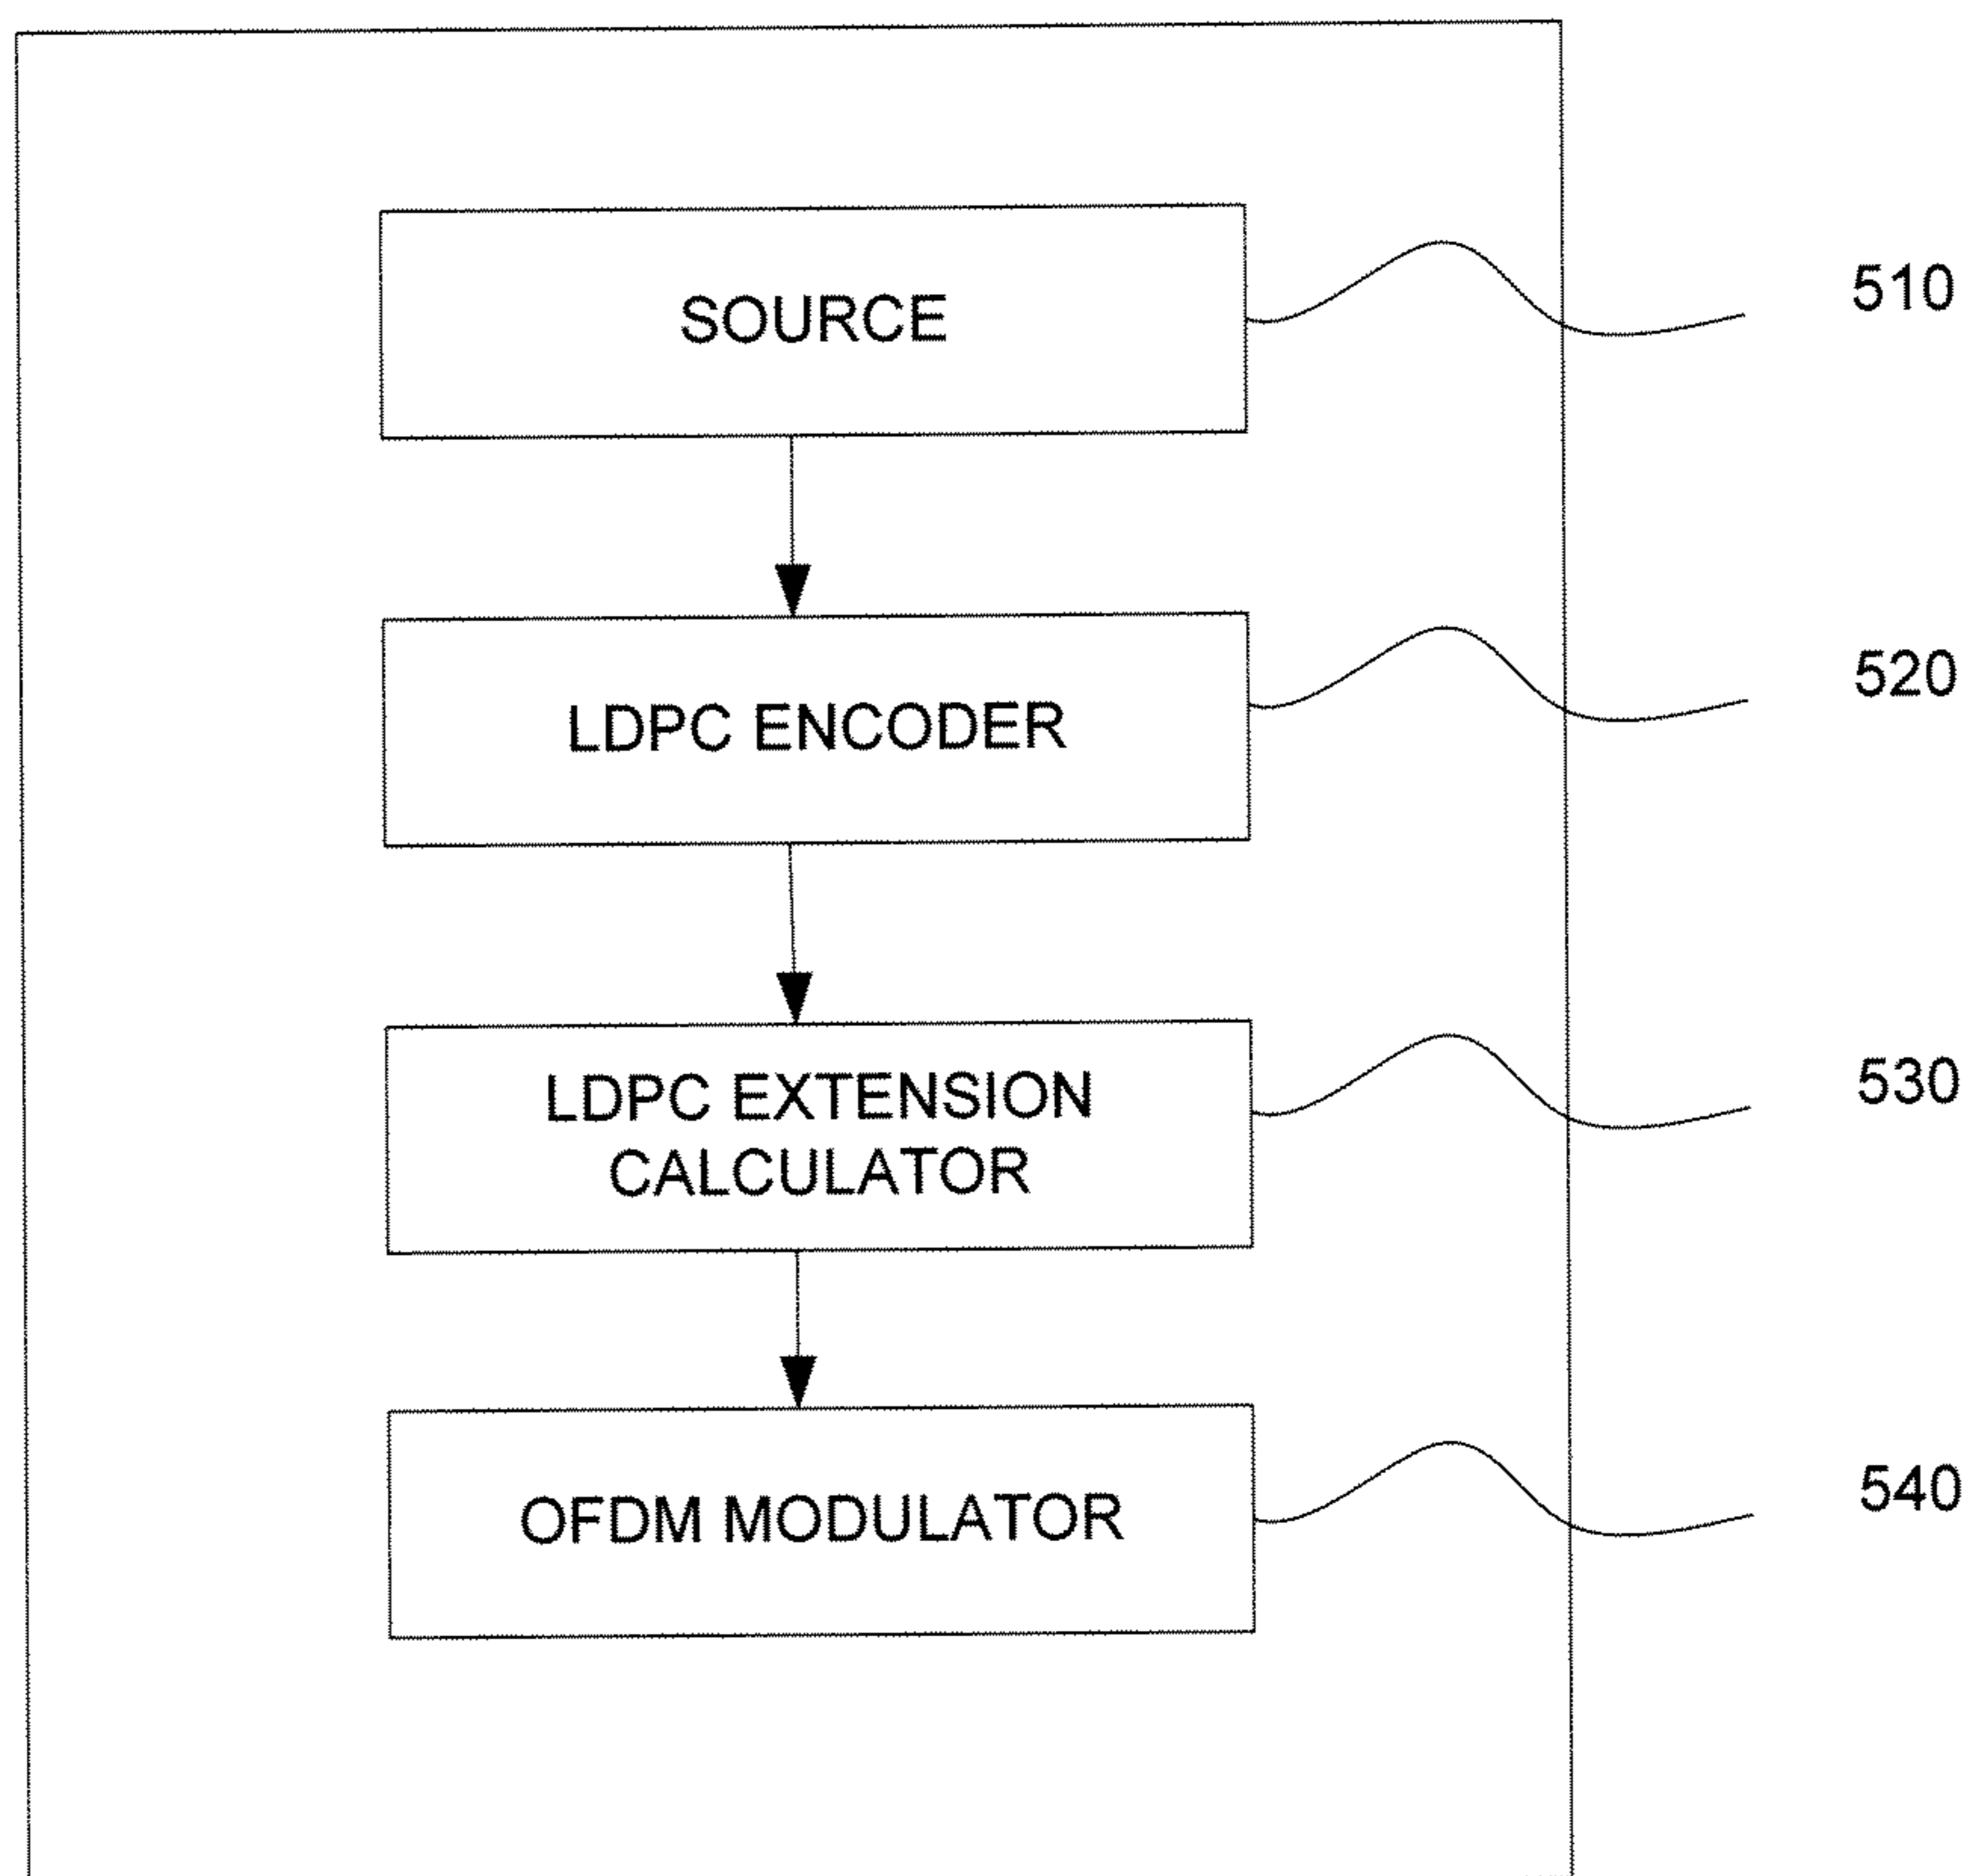 SOURCE
510
LDPC ENCODER
520
LDPC EXTENSION
CALCULATOR
530
OFDM MODULATOR
540